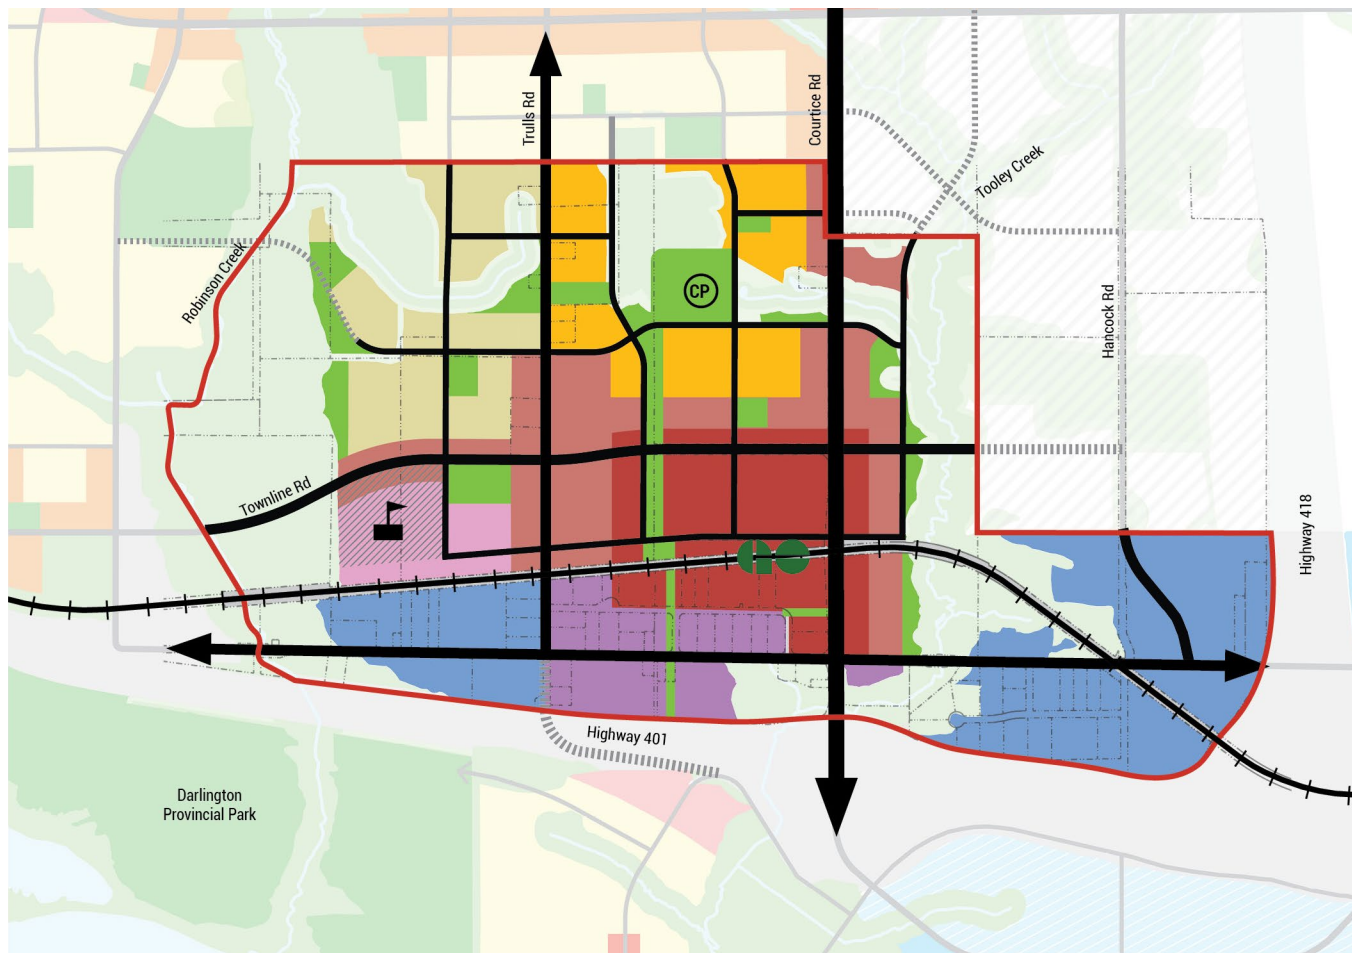 Trulls Rd
Courtice Rd
Tooley Creek
Robinson Creek
CP
Hancock Rd
Townline Rd
Highway 418
Highway 401
Darlington
Provincial Park